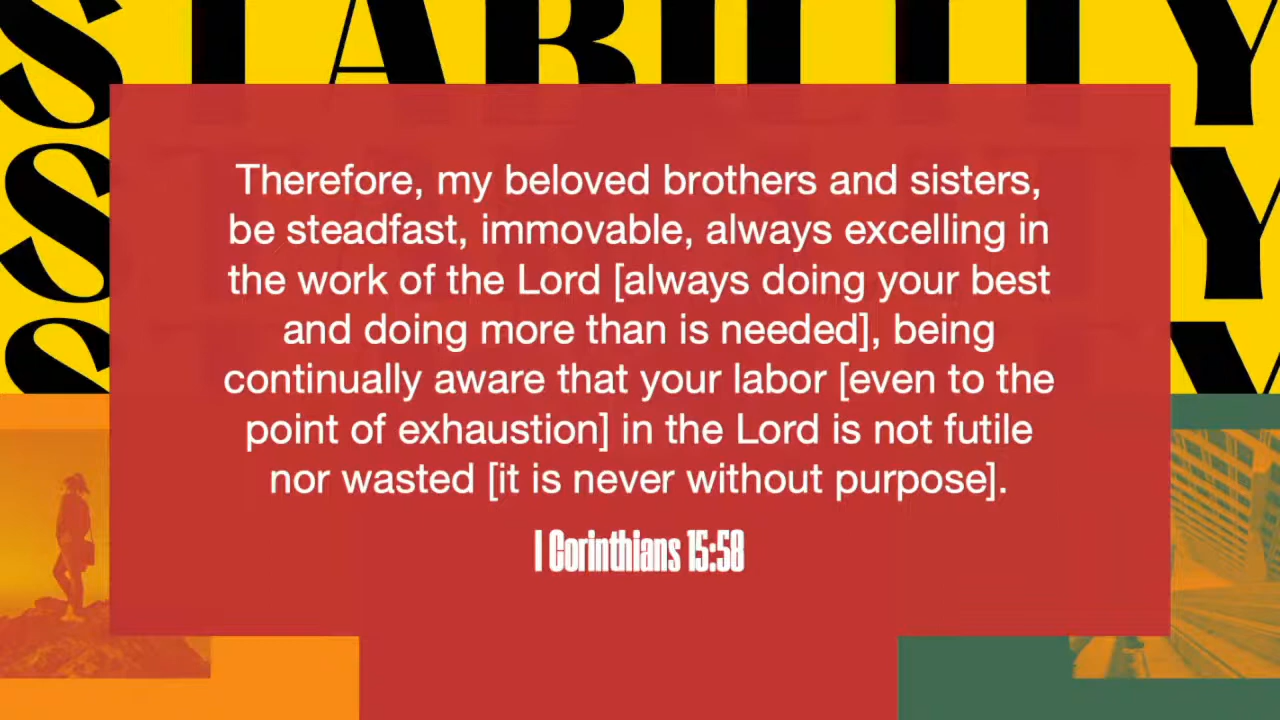 STABILITY
S Y
S Y
Therefore, my beloved brothers and sisters,
be steadfast, immovable, always excelling in
the work of the Lord [always doing your best
and doing more than is needed], being
continually aware that your labor [even to the
point of exhaustion] in the Lord is not futile
nor wasted [it is never without purpose].
I Corinthians 15:58